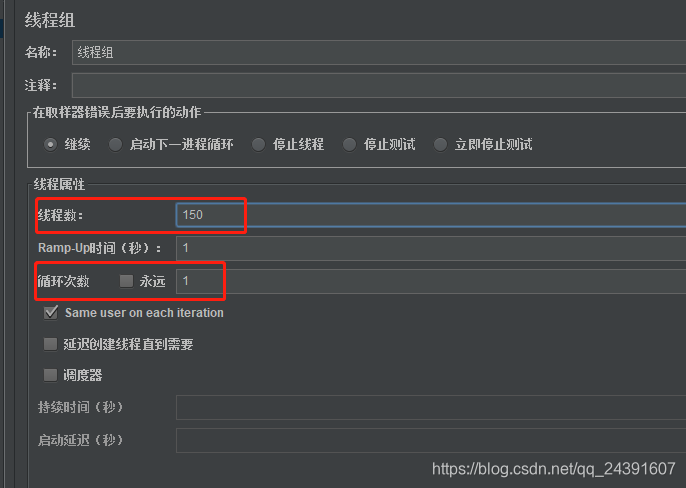 线程组
名称： 线程组
注释：
在取样器错误后要执行的动作
继续 启动下一进程循环 停止线程 停止测试 立即停止测试
线程属性
线程数： 150
Ramp-Up时间（秒）： 1
循环次数 永远 1
Same user on each iteration
延迟创建线程直到需要
调度器
持续时间（秒）
启动延迟（秒）
https://blog.csdn.net/qq_24391607